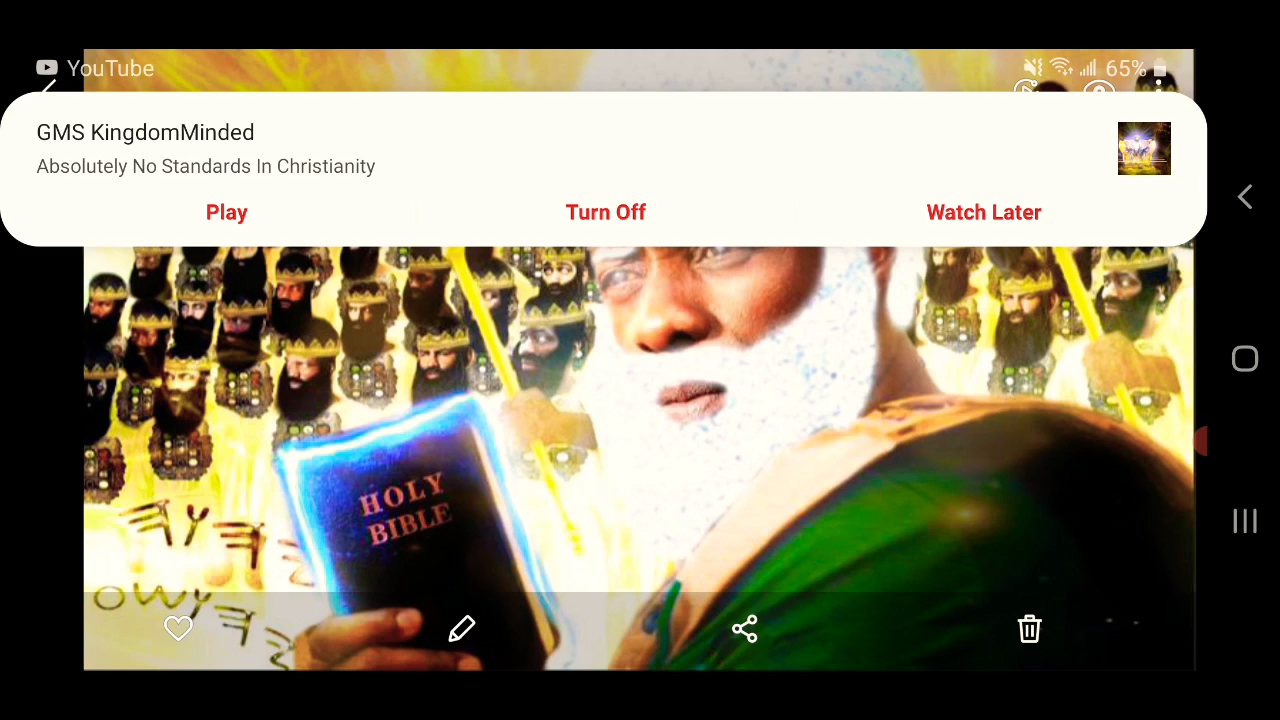 YouTube
65%
GMS KingdomMinded
Absolutely No Standards In Christianity
Play Turn Off Watch Later
HOLY
BIBLE